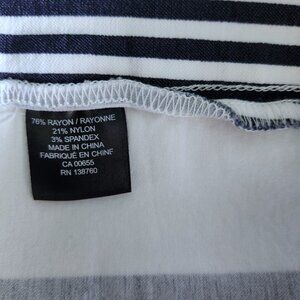 76% RAYON / RAYONNE
21% NYLON
3% SPANDEX
MADE IN CHINA
FABRIQUÉ EN CHINE
CA 00655
RN 138760